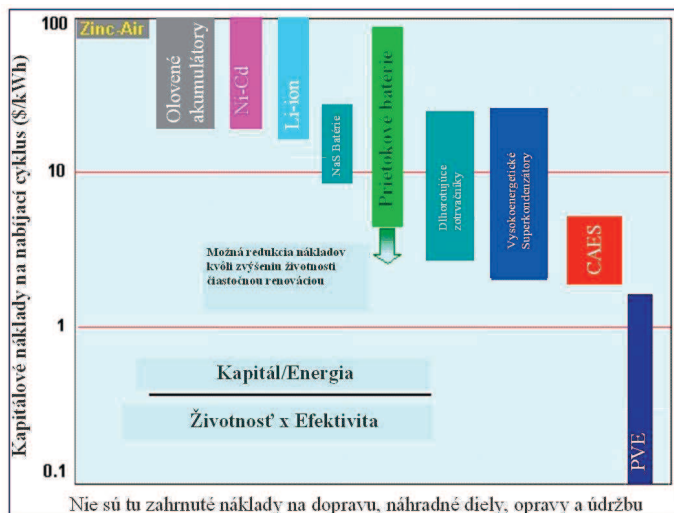 Kapitálové náklady na nabíjací cyklus ($/kWh)
100
10
1
0.1
Zinc-Air
Olovené
akumulátory
Ni-Cd
Li-ion
NaS Batérie
Prietokové baterie
Dlhorotujúce
zotrvačníky
Vysokoenergetické
Superkondenzátory
CAES
PVE
Možná redukcia nákladov
kvôli zvýšeniu životnosti
čiastočnou renováciou
Kapitál/Energia
Životnosť x Efektivita
Nie sú tu zahrnuté náklady na dopravu, náhradné diely, opravy a údržbu